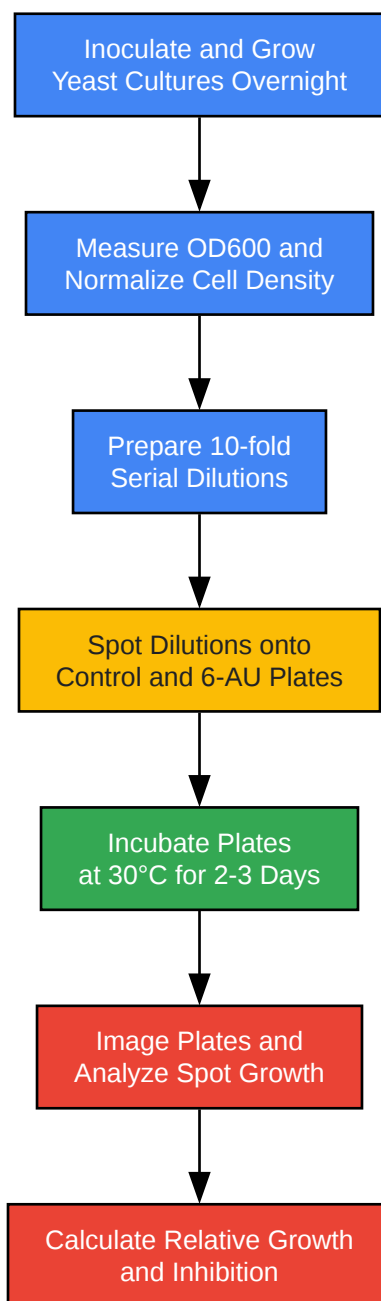 Inoculate and Grow
Yeast Cultures Overnight
Measure OD600 and
Normalize Cell Density
Prepare 10-fold
Serial Dilutions
Spot Dilutions onto
Control and 6-AU Plates
Incubate Plates
at 30°C for 2-3 Days
Image Plates and
Analyze Spot Growth
Calculate Relative Growth
and Inhibition